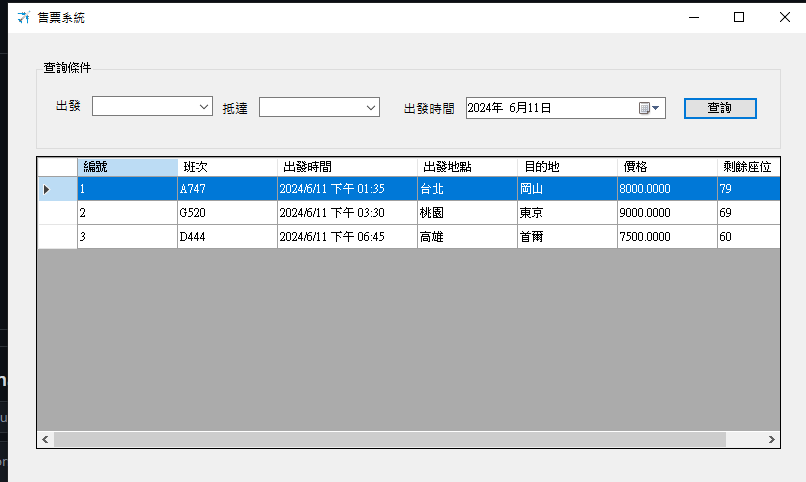 售票系統
查詢條件
出發 抵達 出發時間 2024年 6月11日 查詢
編號 班次 出發時間 出發地點 目的地 價格 剩餘座位
1 A747 2024/6/11 下午 01:35 台北 岡山 8000.0000 79
2 G520 2024/6/11 下午 03:30 桃園 東京 9000.0000 69
3 D444 2024/6/11 下午 06:45 高雄 首爾 7500.0000 60